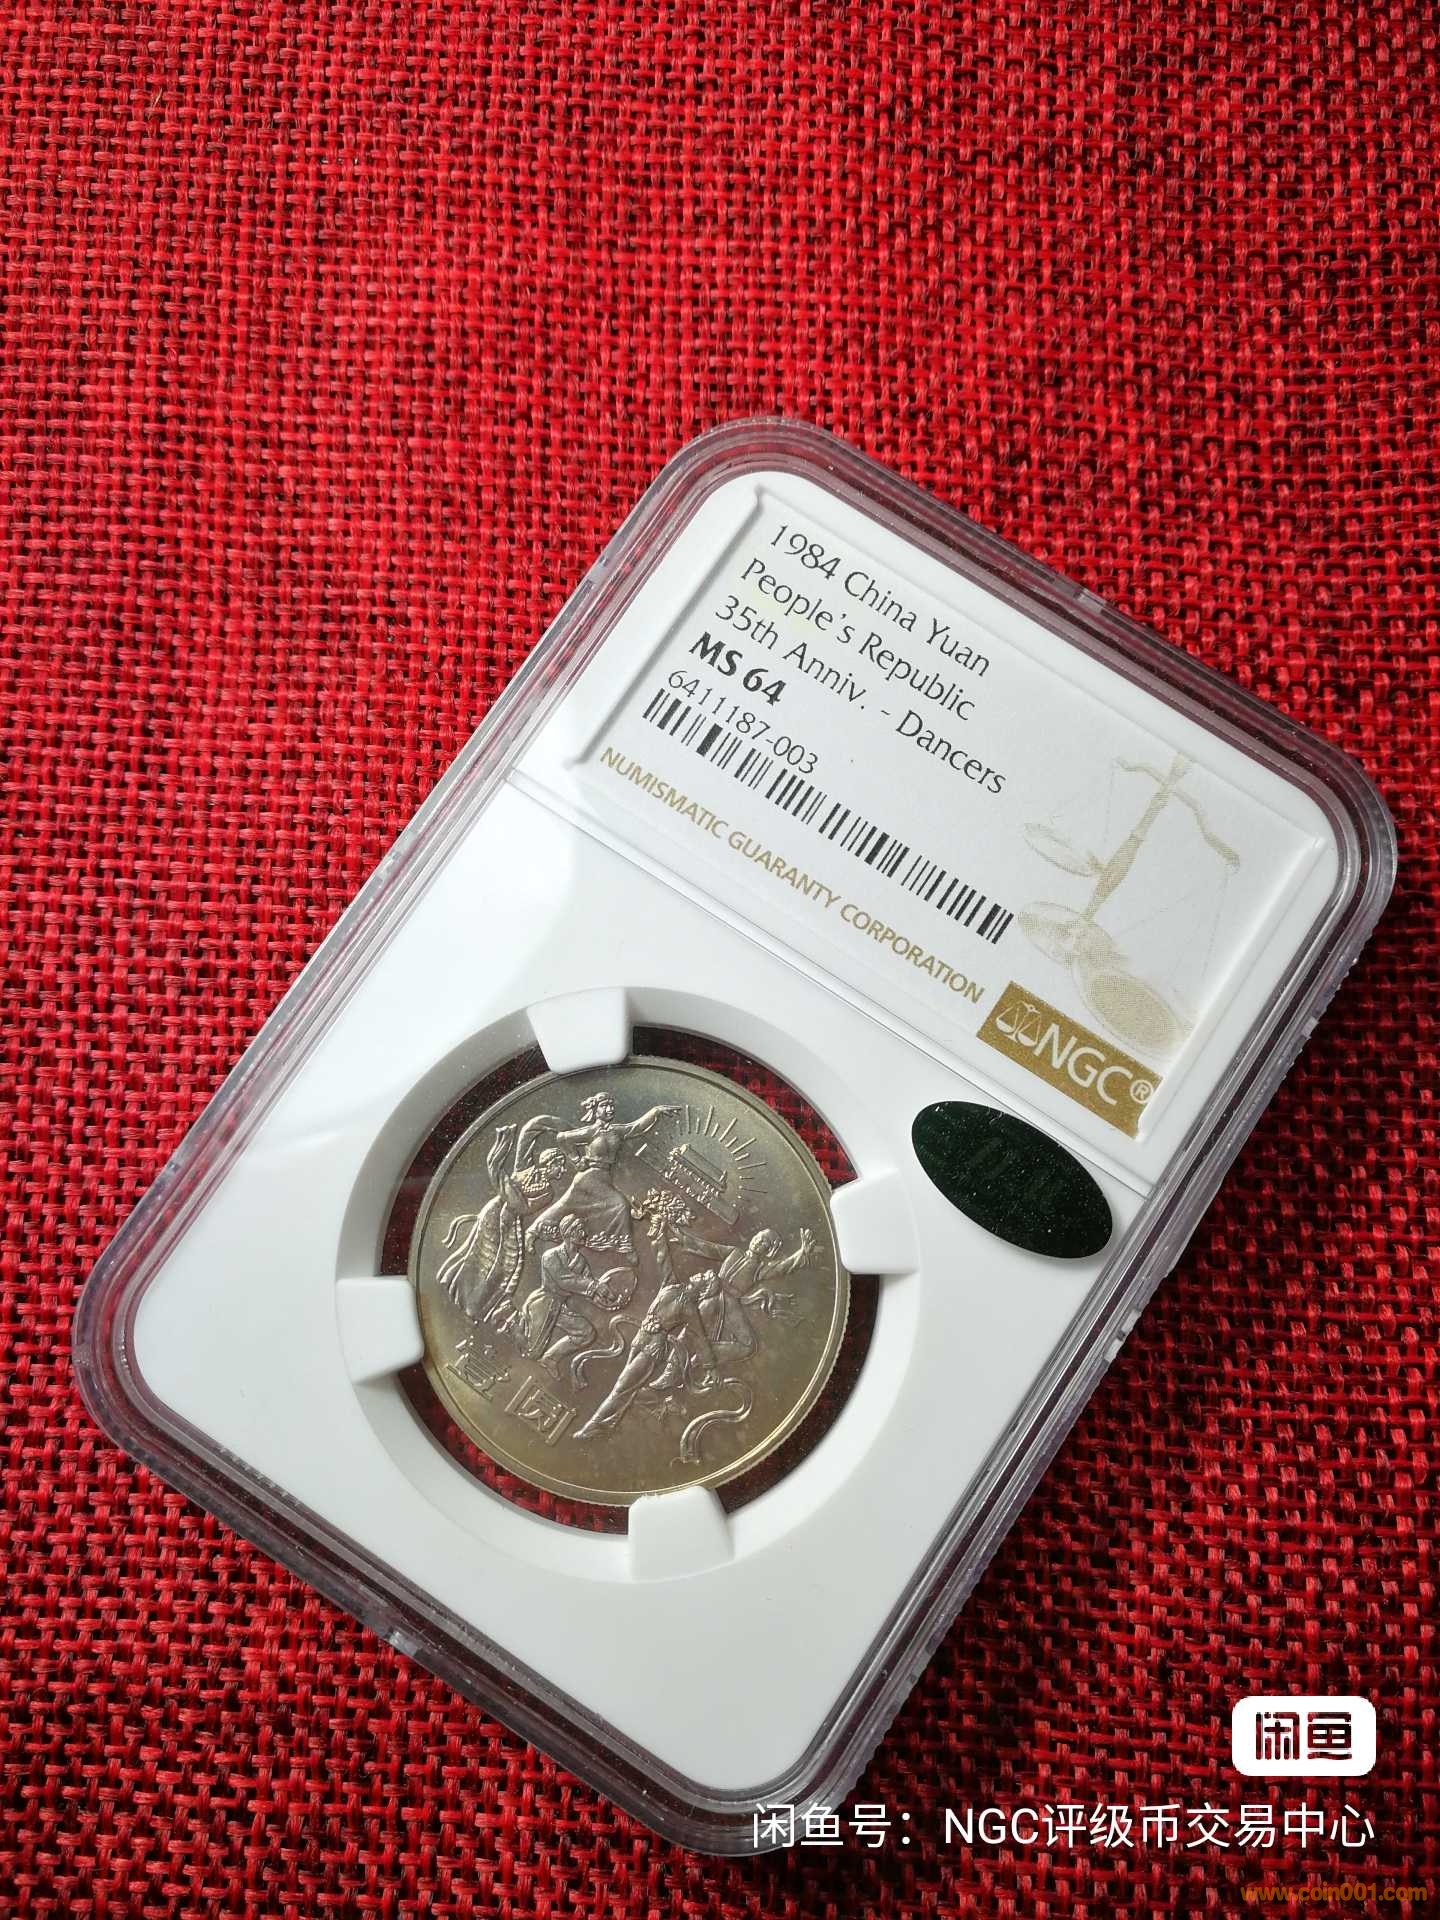 1984 China Yuan
People's Republic
35th Anniv. - Dancers
MS 64
6411187-003
NUMISMATIC GUARANTY CORPORATION
NGC®
壹圆
闲鱼
闲鱼号：NGC评级币交易中心
www.coin001.com